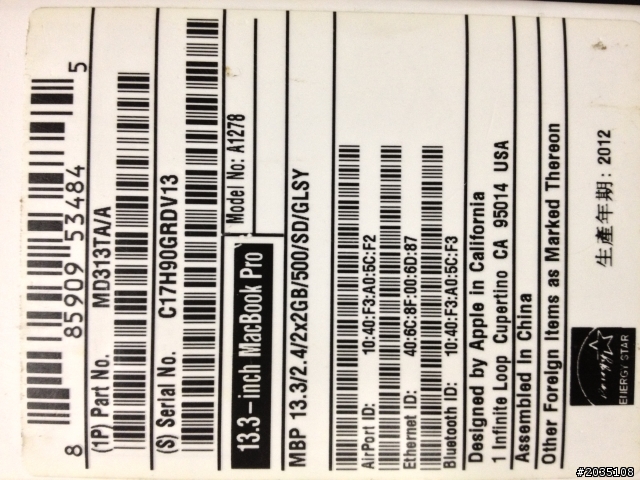 8 85909 53484 5
(1P) Part No. MD313TA/A
(S) Serial No. C17H90GRDV13
13.3-inch MacBook Pro
Model No: A1278
MBP 13.3/2.4/2x2GB/500/SD/GLSY
AirPort ID: 10:40:F3:A0:5C:F2
Ethernet ID: 40:6C:8F:00:6D:87
Bluetooth ID: 10:40:F3:A0:5C:F3
Designed by Apple in California
1 Infinite Loop Cupertino CA 95014 USA
Assembled In China
Other Foreign Items as Marked Thereon
energy
ENERGY STAR
生產年期: 2012
#2035108